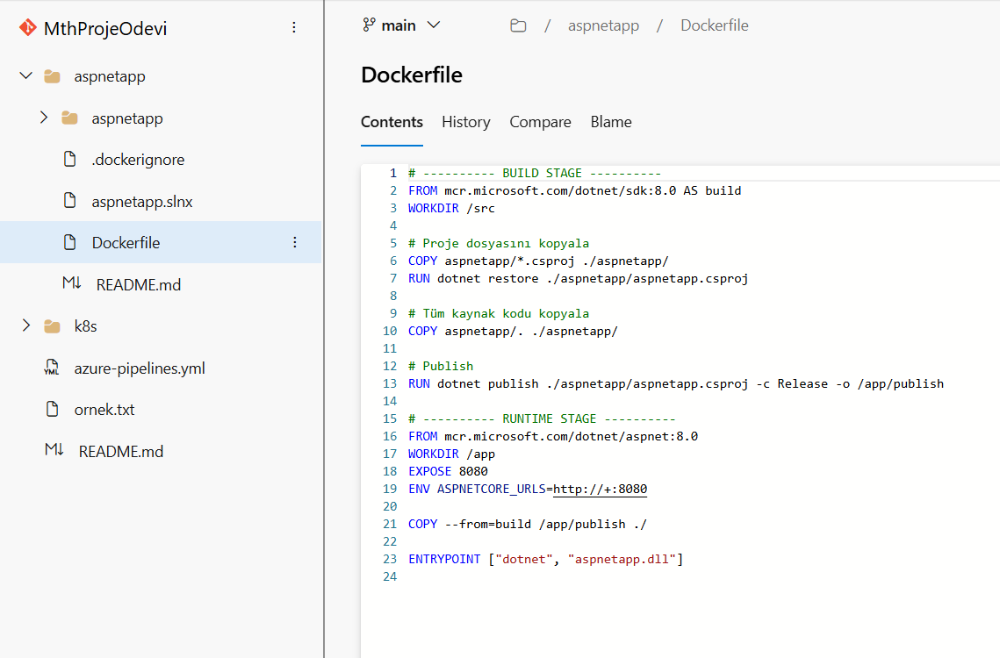 MthProjeOdevi
aspnetapp
aspnetapp
.dockerignore
aspnetapp.slnx
Dockerfile
README.md
k8s
azure-pipelines.yml
ornek.txt
README.md
main
/ aspnetapp / Dockerfile
Dockerfile
Contents History Compare Blame
1 # ---------- BUILD STAGE ----------
2 FROM mcr.microsoft.com/dotnet/sdk:8.0 AS build
3 WORKDIR /src
4
5 # Proje dosyasını kopyala
6 COPY aspnetapp/*.csproj ./aspnetapp/
7 RUN dotnet restore ./aspnetapp/aspnetapp.csproj
8
9 # Tüm kaynak kodu kopyala
10 COPY aspnetapp/. ./aspnetapp/
11
12 # Publish
13 RUN dotnet publish ./aspnetapp/aspnetapp.csproj -c Release -o /app/publish
14
15 # ---------- RUNTIME STAGE ----------
16 FROM mcr.microsoft.com/dotnet/aspnet:8.0
17 WORKDIR /app
18 EXPOSE 8080
19 ENV ASPNETCORE_URLS=http://+:8080
20
21 COPY --from=build /app/publish ./
22
23 ENTRYPOINT ["dotnet", "aspnetapp.dll"]
24